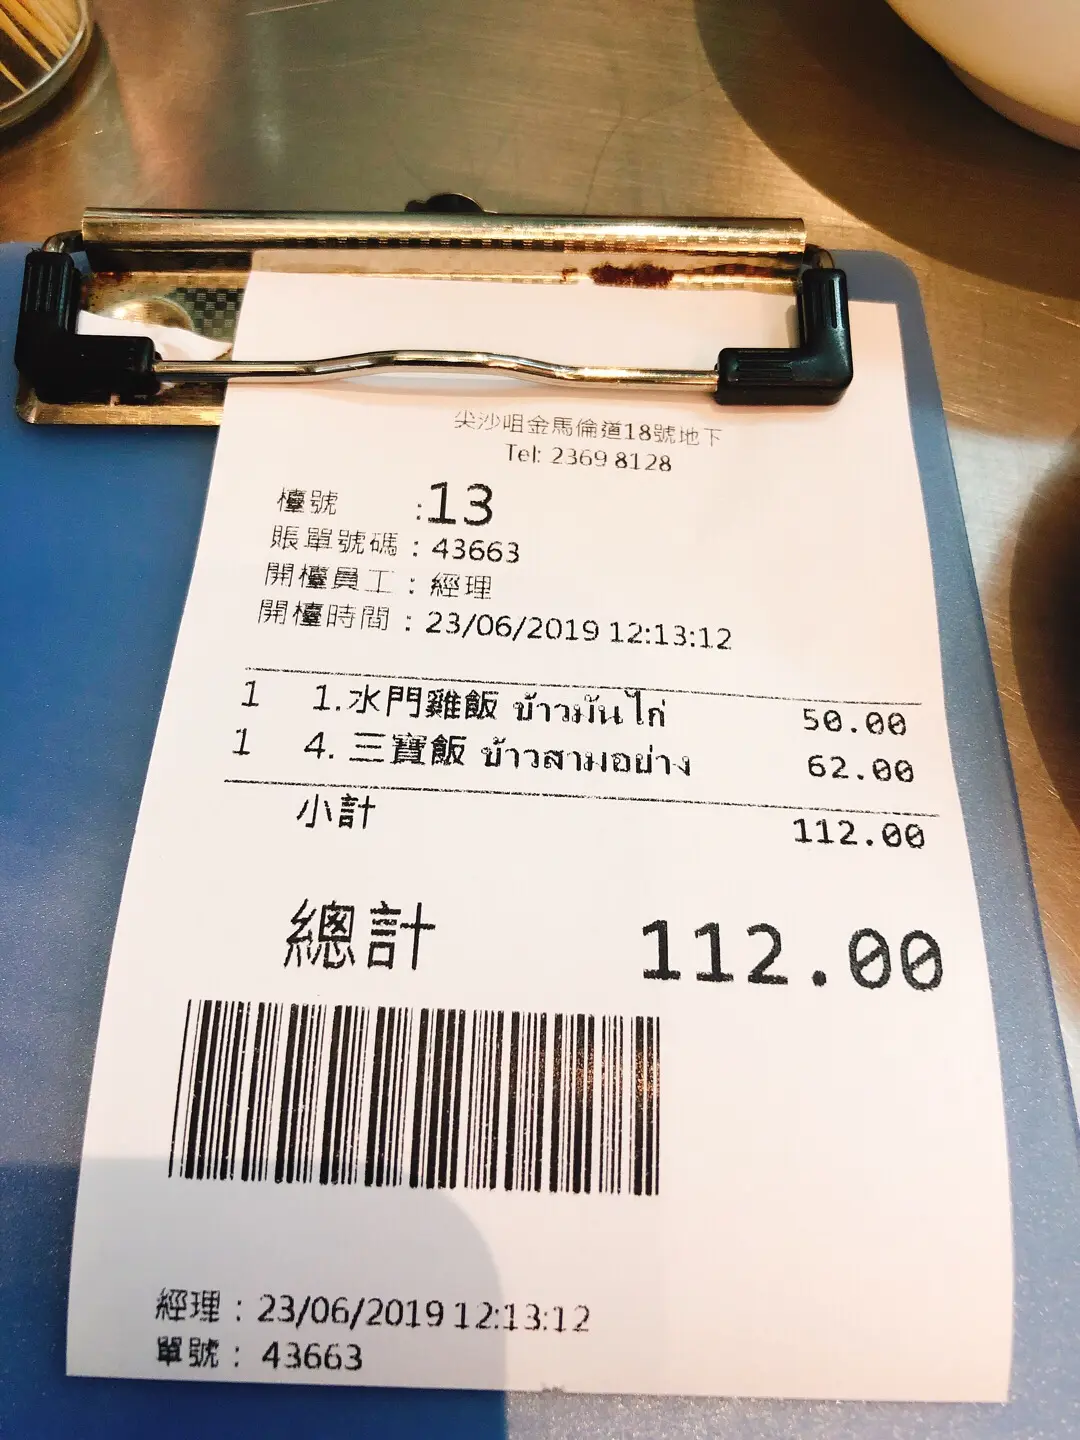 尖沙咀金馬倫道18號地下
Tel: 2369 8128
檯號 :13
賬單號碼 : 43663
開檯員工 : 經理
開檯時間 : 23/06/2019 12:13:12
1 1.水門雞飯 ข้าวมันไก่ 50.00
1 4. 三寶飯 ข้าวสามอย่าง 62.00
小計 112.00
總計 112.00
經理 : 23/06/2019 12:13:12
單號 : 43663